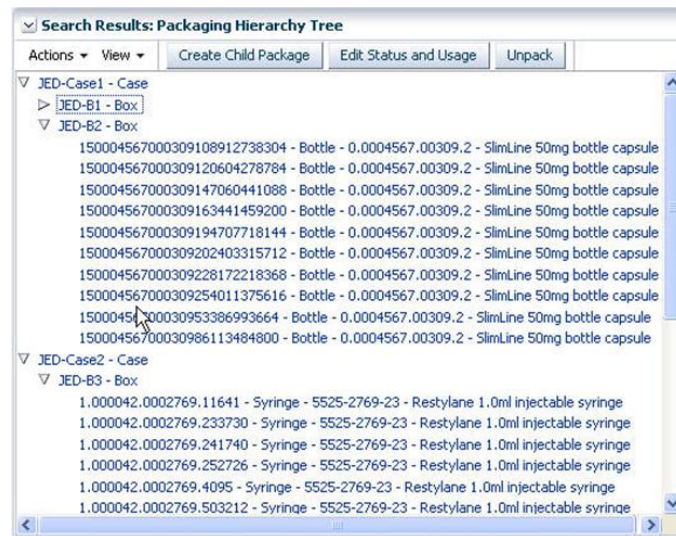 Search Results: Packaging Hierarchy Tree
Actions View Create Child Package Edit Status and Usage Unpack
JED-Case1 - Case
JED-B1 - Box
JED-B2 - Box
150004567000309108912738304 - Bottle - 0.0004567.00309.2 - SlimLine 50mg bottle capsule
150004567000309120604278784 - Bottle - 0.0004567.00309.2 - SlimLine 50mg bottle capsule
150004567000309147060441088 - Bottle - 0.0004567.00309.2 - SlimLine 50mg bottle capsule
150004567000309163441459200 - Bottle - 0.0004567.00309.2 - SlimLine 50mg bottle capsule
150004567000309194707718144 - Bottle - 0.0004567.00309.2 - SlimLine 50mg bottle capsule
150004567000309202403315712 - Bottle - 0.0004567.00309.2 - SlimLine 50mg bottle capsule
150004567000309228172218368 - Bottle - 0.0004567.00309.2 - SlimLine 50mg bottle capsule
150004567000309254011375616 - Bottle - 0.0004567.00309.2 - SlimLine 50mg bottle capsule
- Bottle - 0.0004567.00309.2 - SlimLine 50mg bottle capsule
15000456700030986113484800 - Bottle - 0.0004567.00309.2 - SlimLine 50mg bottle capsule
JED-Case2 - Case
JED-B3 - Box
1.000042.0002769.11641 - Syringe - 5525-2769-23 - Restylane 1.0ml injectable syringe
1.000042.0002769.233730 - Syringe - 5525-2769-23 - Restylane 1.0ml injectable syringe
1.000042.0002769.241740 - Syringe - 5525-2769-23 - Restylane 1.0ml injectable syringe
1.000042.0002769.252726 - Syringe - 5525-2769-23 - Restylane 1.0ml injectable syringe
1.000042.0002769.4095 - Syringe - 5525-2769-23 - Restylane 1.0ml injectable syringe
1.000042.0002769.503212 - Syringe - 5525-2769-23 - Restylane 1.0ml injectable syringe